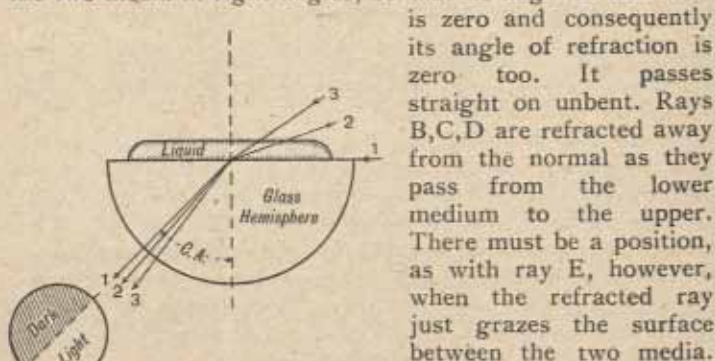 is zero and consequently
its angle of refraction is
zero too. It passes
straight on unbent. Rays
B,C,D are refracted away
from the normal as they
pass from the lower
medium to the upper.
There must be a position,
as with ray E, however,
when the refracted ray
just grazes the surface
between the two media.
3
2
1
Liquid
Glass
Hemisphere
C.A.
1
2
3
Dark
Light